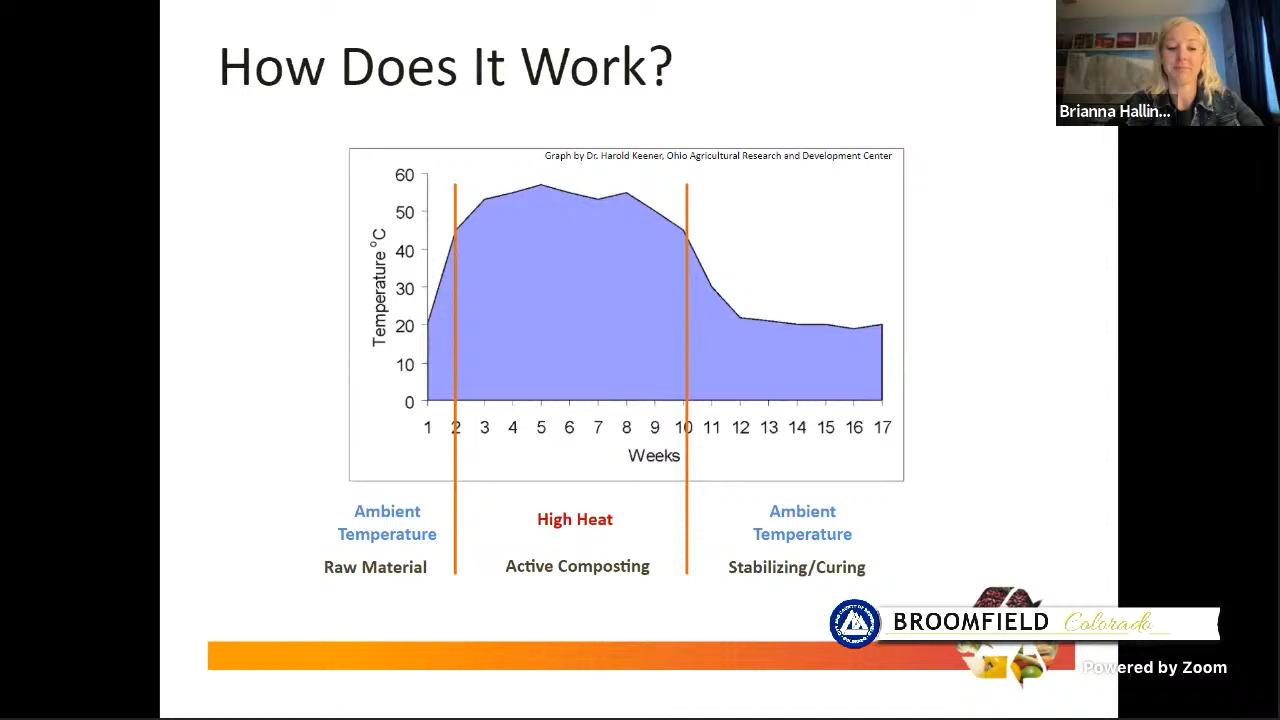 How Does It Work?
Brianna Hallin...
Graph by Dr. Harold Keener, Ohio Agricultural Research and Development Center
60
50
40
30
20
10
0
Temperature °C
1 2 3 4 5 6 7 8 9 10 11 12 13 14 15 16 17
Weeks
Ambient
Temperature
High Heat
Ambient
Temperature
Raw Material
Active Composting
Stabilizing/Curing
BROOMFIELD Colorado
Powered by Zoom